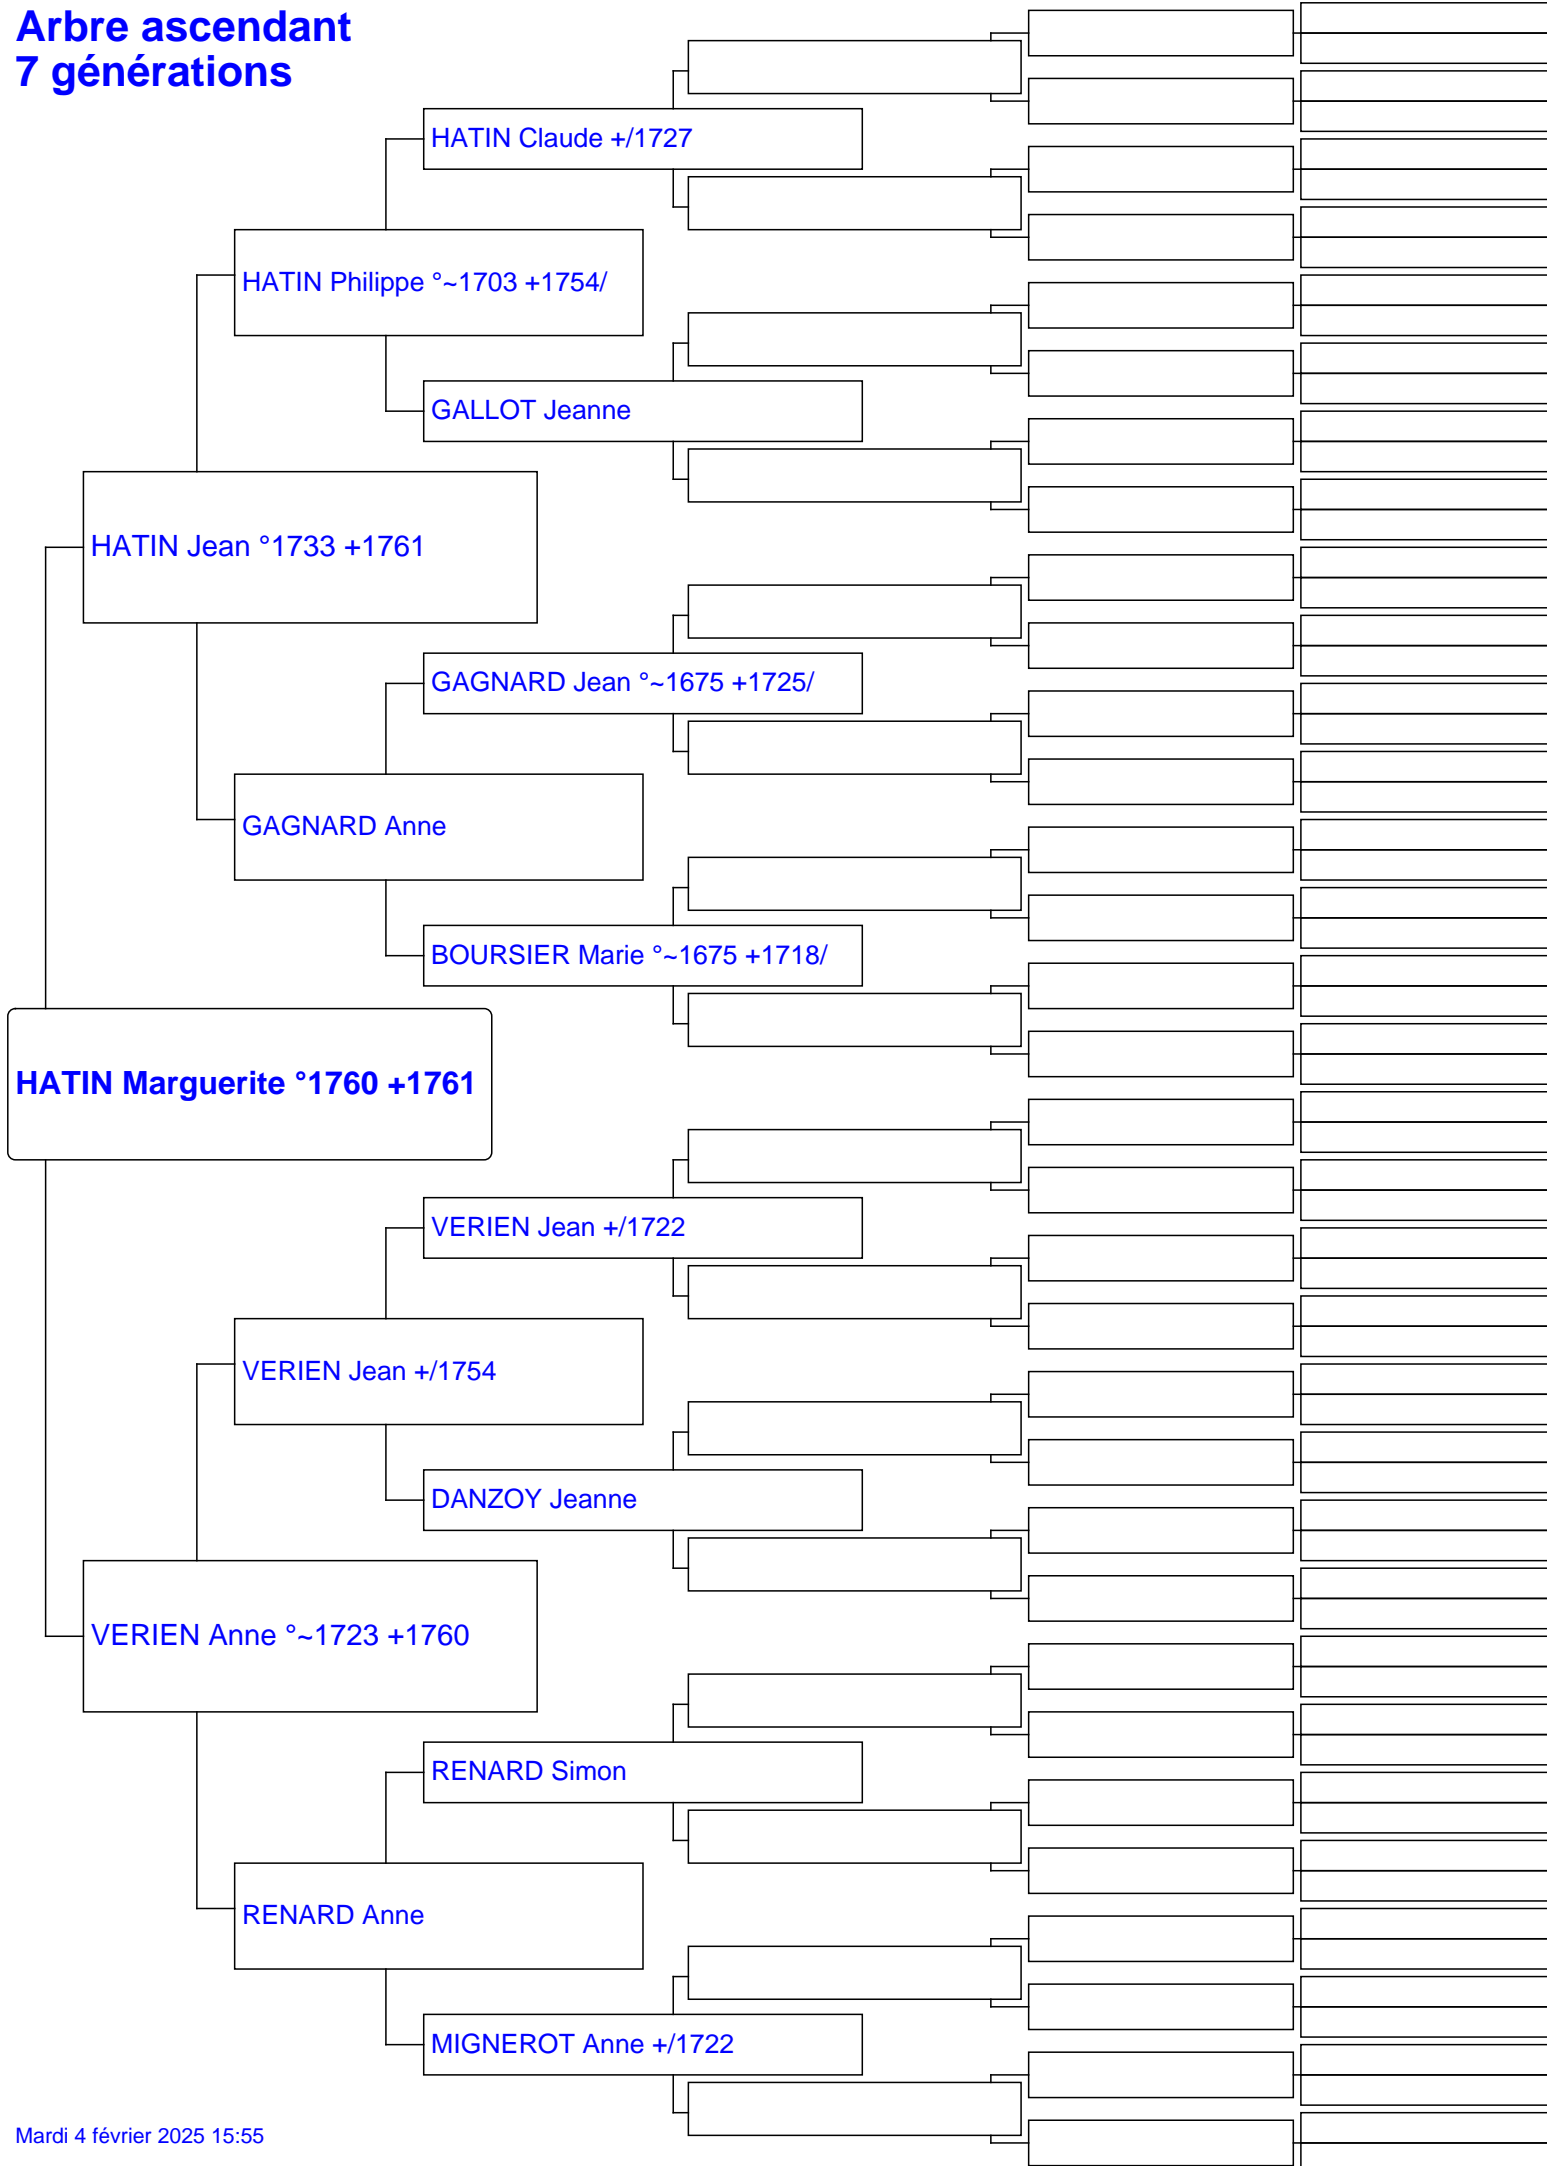 Arbre ascendant
7 générations
HATIN Claude +/1727
HATIN Philippe °~1703 +1754/
GALLOT Jeanne
HATIN Jean °1733 +1761
GAGNARD Jean °~1675 +1725/
GAGNARD Anne
BOURSIER Marie °~1675 +1718/
HATIN Marguerite °1760 +1761
VERIEN Jean +/1722
VERIEN Jean +/1754
DANZOY Jeanne
VERIEN Anne °~1723 +1760
RENARD Simon
RENARD Anne
MIGNEROT Anne +/1722
Mardi 4 février 2025 15:55